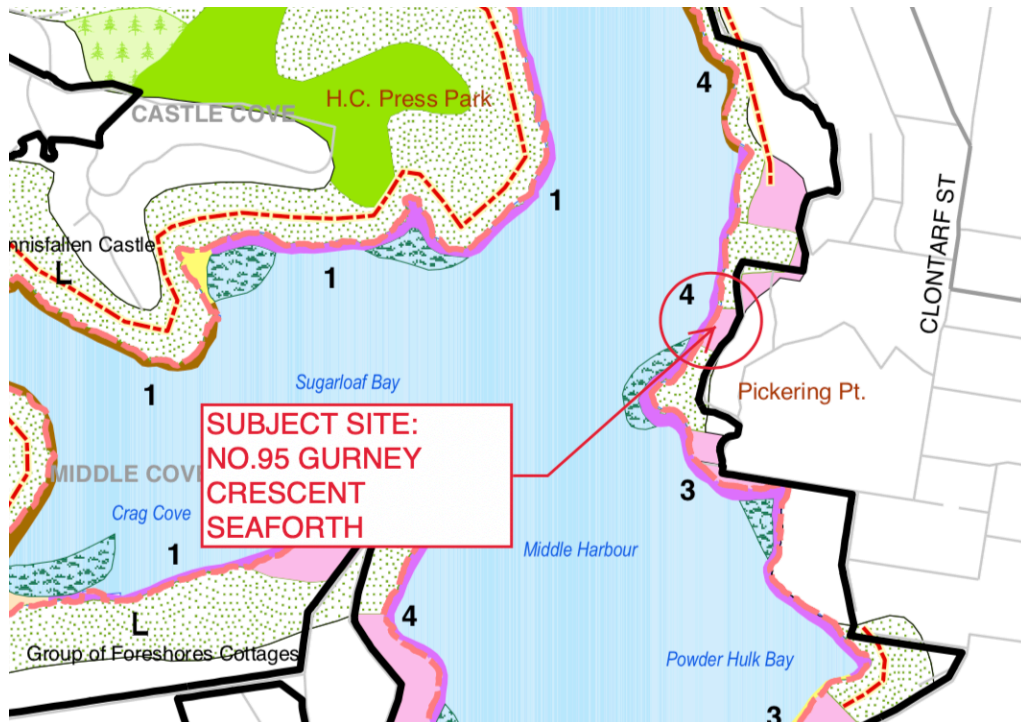 4
H.C. Press Park
CASTLE COVE
1
CLONTARF ST
nnisfallen Castle
L
1
4
Sugarloaf Bay
1
Pickering Pt.
SUBJECT SITE:
NO.95 GURNEY
CRESCENT
SEAFORTH
MIDDLE COV
3
Crag Cove
1
Middle Harbour
4
L
Group of Foreshores Cottages
Powder Hulk Bay
3